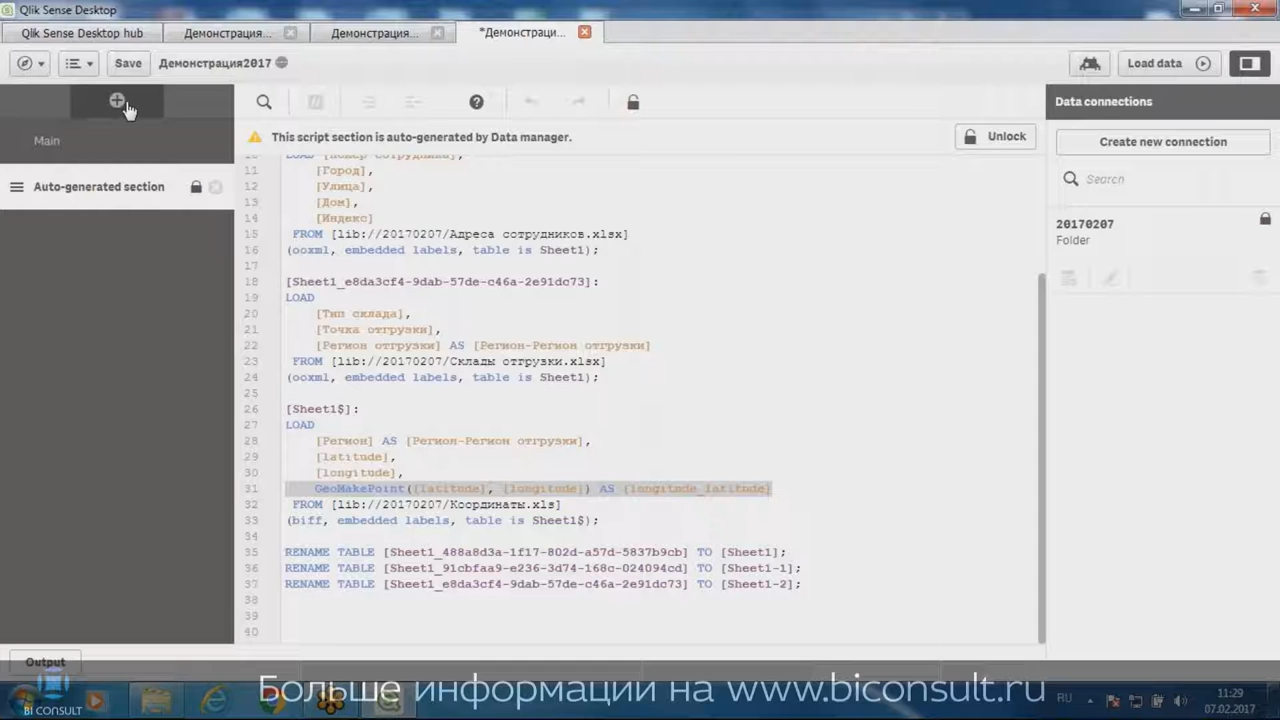 Qlik Sense Desktop
Qlik Sense Desktop hub
Демонстрация...
Демонстрация...
*Демонстраци...
Save
Демонстрация2017
Load data
Main
Auto-generated section
This script section is auto-generated by Data manager.
Unlock
10 LOAD [Номер сотрудника],
11 [Город],
12 [Улица],
13 [Дом],
14 [Индекс]
15 FROM [lib://20170207/Адреса сотрудников.xlsx]
16 (ooxml, embedded labels, table is Sheet1);
17
18 [Sheet1_e8da3cf4-9dab-57de-c46a-2e91dc73]:
19 LOAD
20 [Тип склада],
21 [Точка отгрузки],
22 [Регион отгрузки] AS [Регион-Регион отгрузки]
23 FROM [lib://20170207/Склады отгрузки.xlsx]
24 (ooxml, embedded labels, table is Sheet1);
25
26 [Sheet1$]:
27 LOAD
28 [Регион] AS [Регион-Регион отгрузки],
29 [latitude],
30 [longitude],
31 GeoMakePoint([latitude], [longitude]) AS [longitude_latitude]
32 FROM [lib://20170207/Координаты.xls]
33 (biff, embedded labels, table is Sheet1$);
34
35 RENAME TABLE [Sheet1_488a8d3a-1f17-802d-a57d-5837b9cb] TO [Sheet1];
36 RENAME TABLE [Sheet1_91cbfaa9-e236-3d74-168c-024094cd] TO [Sheet1-1];
37 RENAME TABLE [Sheet1_e8da3cf4-9dab-57de-c46a-2e91dc73] TO [Sheet1-2];
38
39
40
Data connections
Create new connection
Search
20170207
Folder
Output
Больше информации на www.biconsult.ru
BI CONSULT
RU
11:29
07.02.2017